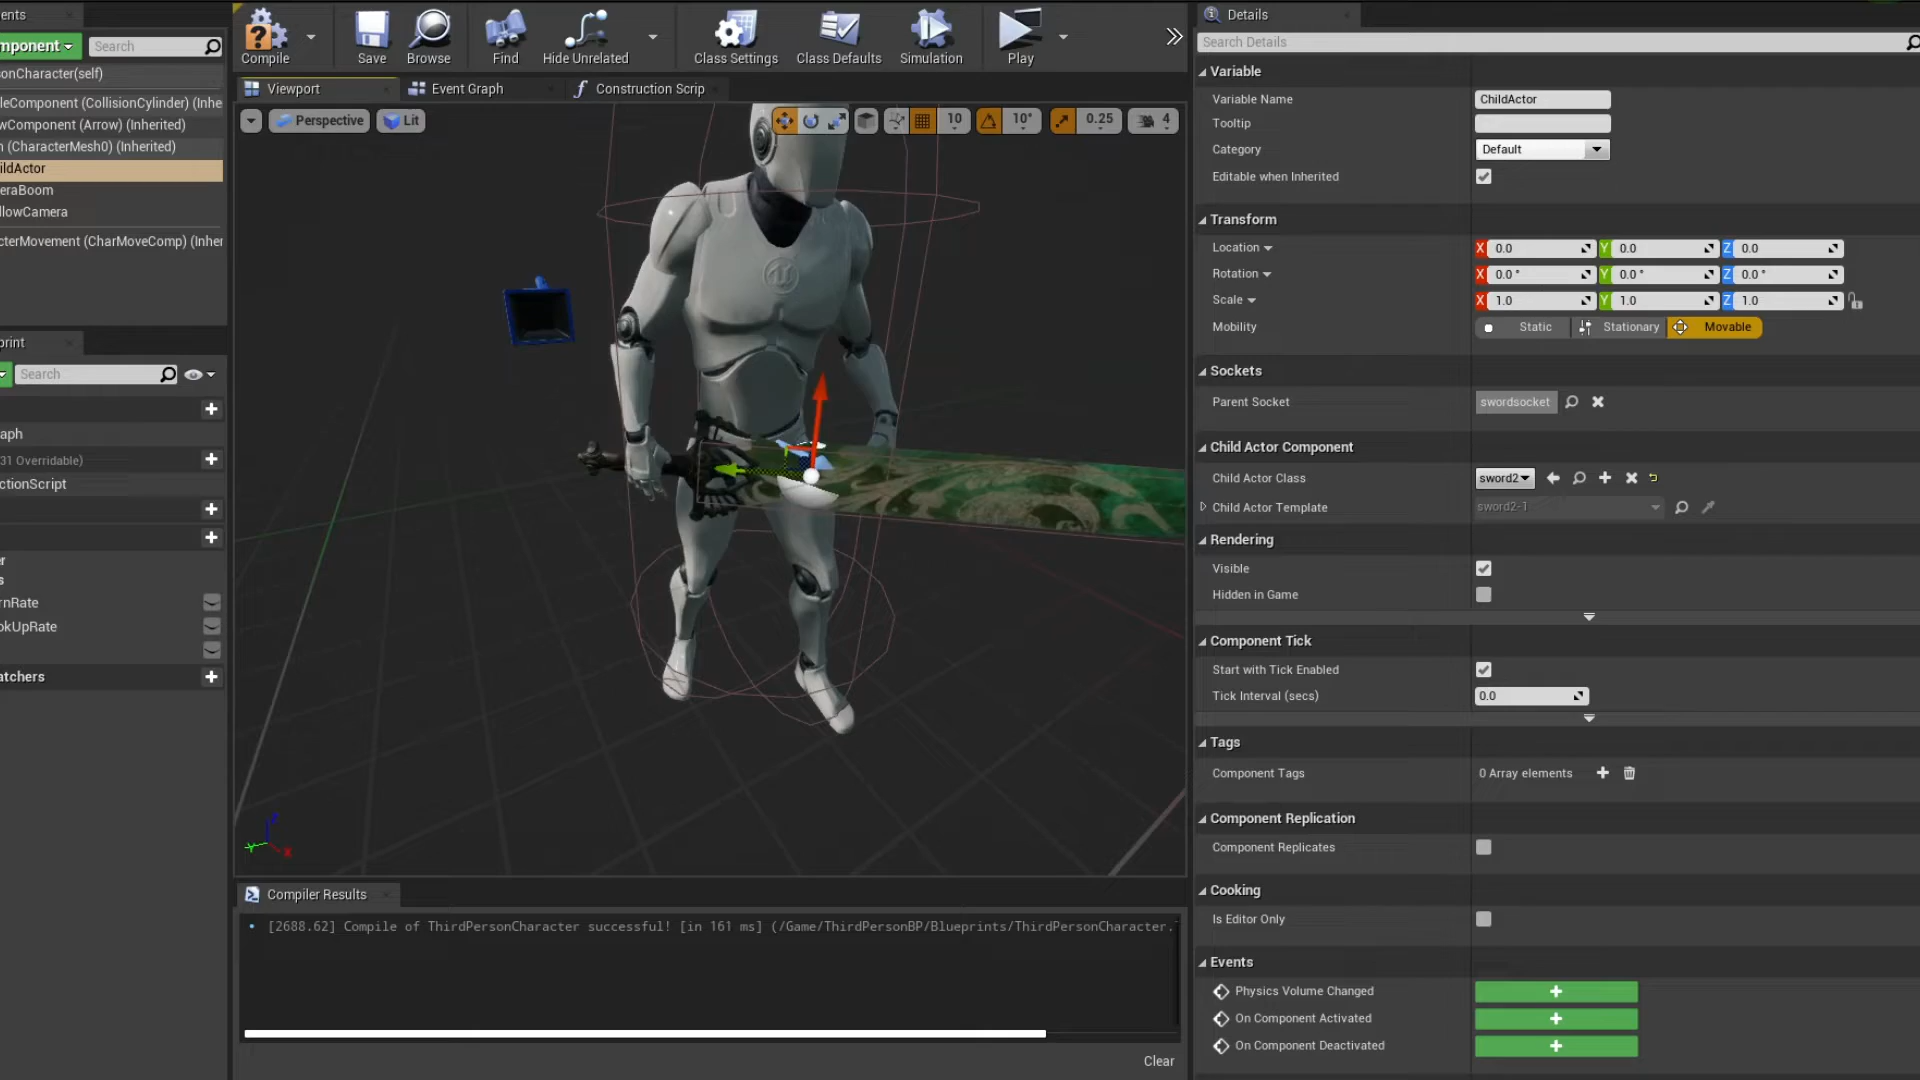 ents
mponent
Search
sonCharacter(self)
leComponent (CollisionCylinder) (Inhe
wComponent (Arrow) (Inherited)
n (CharacterMesh0) (Inherited)
ildActor
eraBoom
llowCamera
cterMovement (CharMoveComp) (Inher
print
Search
aph
31 Overridable)
ctionScript
r
s
rnRate
okUpRate
atchers
Compile
Save
Browse
Find
Hide Unrelated
Class Settings
Class Defaults
Simulation
Play
Viewport
Event Graph
Construction Scrip
Perspective
Lit
10
10°
0.25
4
Z
Y
X
Compiler Results
[2688.62] Compile of ThirdPersonCharacter successful! [in 161 ms] (/Game/ThirdPersonBP/Blueprints/ThirdPersonCharacter.
Clear
Details
Search Details
Variable
Variable Name ChildActor
Tooltip
Category Default
Editable when Inherited
Transform
Location X 0.0 Y 0.0 Z 0.0
Rotation X 0.0 ° Y 0.0 ° Z 0.0 °
Scale X 1.0 Y 1.0 Z 1.0
Mobility Static Stationary Movable
Sockets
Parent Socket swordsocket
Child Actor Component
Child Actor Class sword2
Child Actor Template sword2-1
Rendering
Visible
Hidden in Game
Component Tick
Start with Tick Enabled
Tick Interval (secs) 0.0
Tags
Component Tags 0 Array elements
Component Replication
Component Replicates
Cooking
Is Editor Only
Events
Physics Volume Changed
On Component Activated
On Component Deactivated